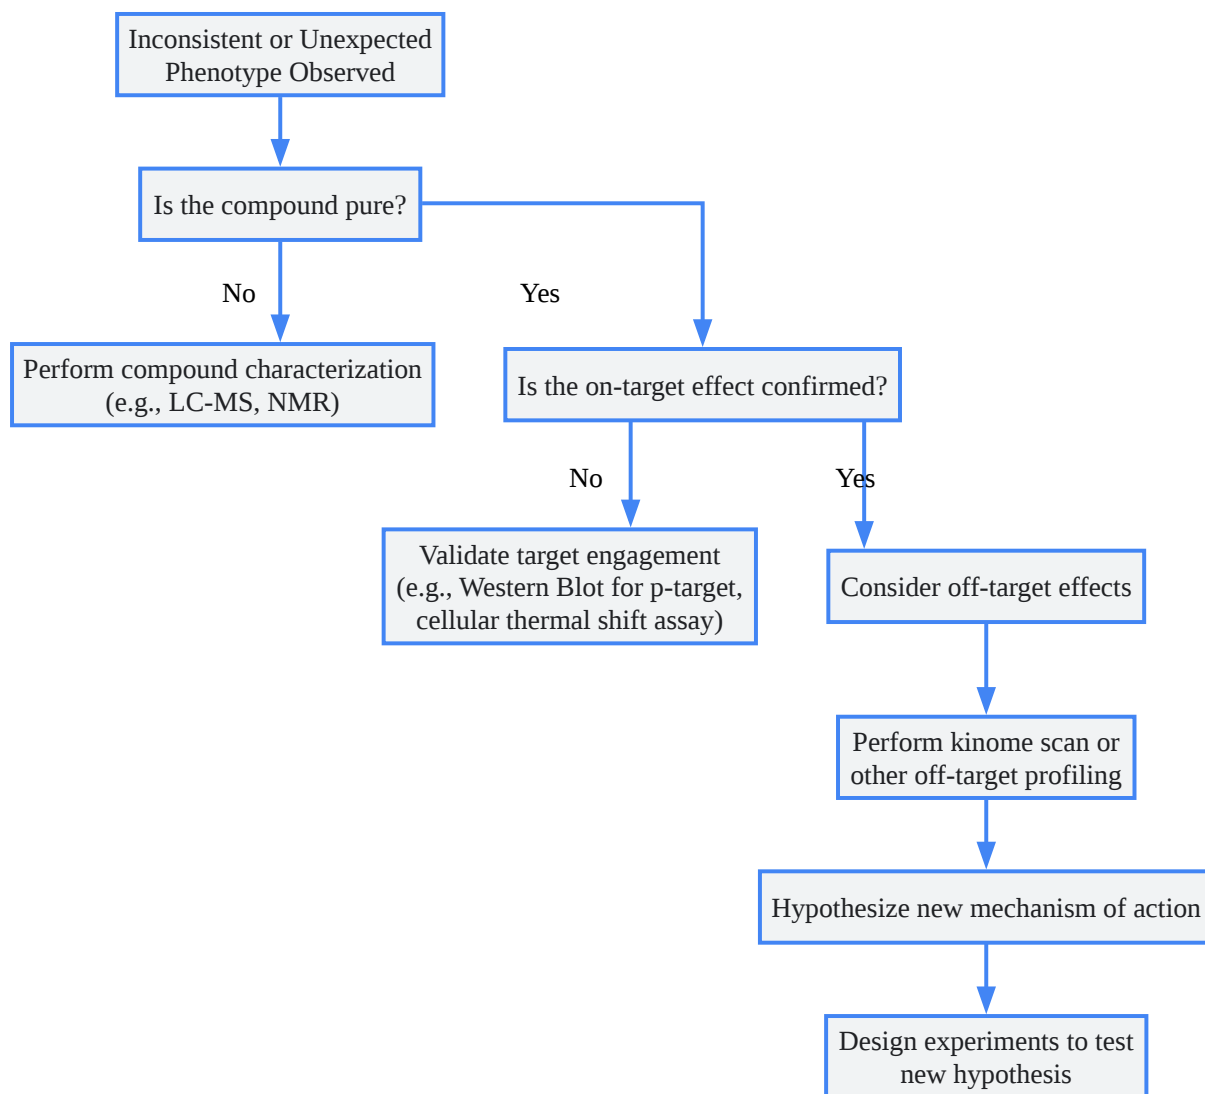 Inconsistent or Unexpected
Phenotype Observed
Is the compound pure?
No
Yes
Perform compound characterization
(e.g., LC-MS, NMR)
Is the on-target effect confirmed?
No
Yes
Validate target engagement
(e.g., Western Blot for p-target,
cellular thermal shift assay)
Consider off-target effects
Perform kinome scan or
other off-target profiling
Hypothesize new mechanism of action
Design experiments to test
new hypothesis